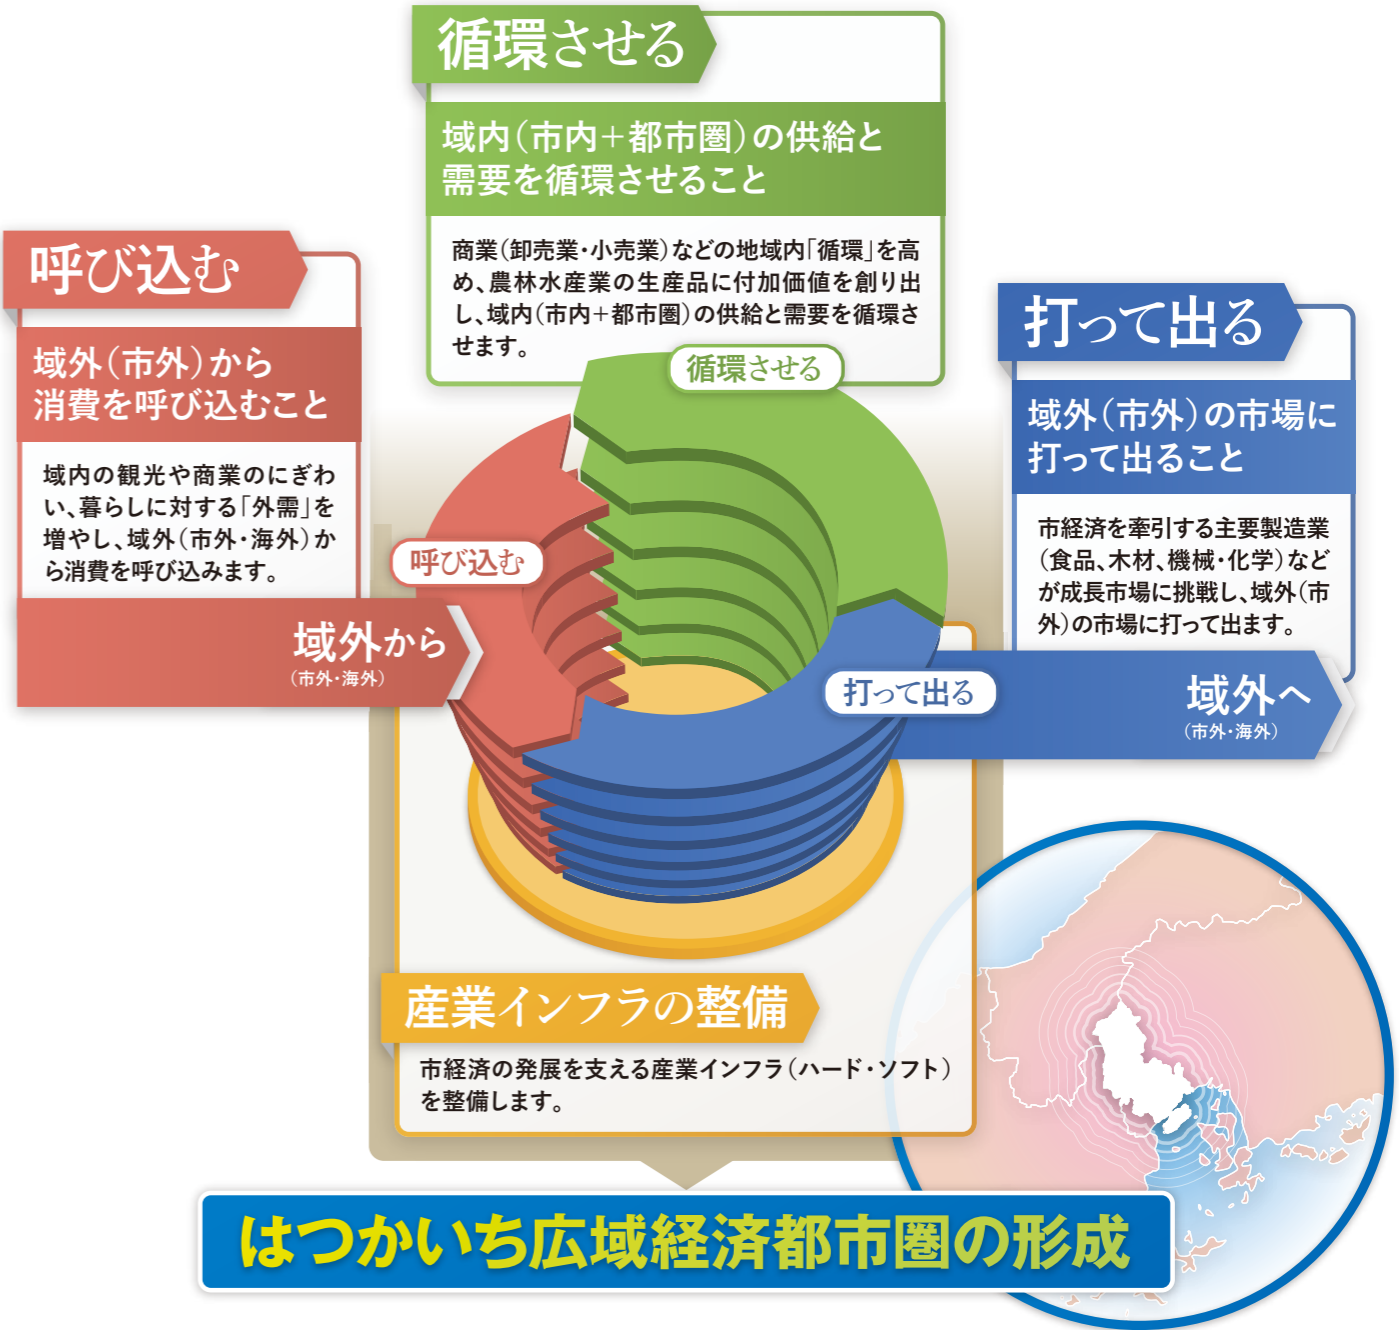 循環させる
域内（市内＋都市圏）の供給と
需要を循環させること
商業（卸売業・小売業）などの地域内「循環」を高
め、農林水産業の生産品に付加価値を創り出
し、域内（市内＋都市圏）の供給と需要を循環さ
せます。
呼び込む
域外（市外）から
消費を呼び込むこと
域内の観光や商業のにぎわ
い、暮らしに対する「外需」を
増やし、域外（市外・海外）か
ら消費を呼び込みます。
域外から
（市外・海外）
打って出る
域外（市外）の市場に
打って出ること
市経済を牽引する主要製造業
（食品、木材、機械・化学）など
が成長市場に挑戦し、域外（市
外）の市場に打って出ます。
域外へ
（市外・海外）
循環させる
呼び込む
打って出る
産業インフラの整備
市経済の発展を支える産業インフラ（ハード・ソフト）
を整備します。
はつかいち広域経済都市圏の形成